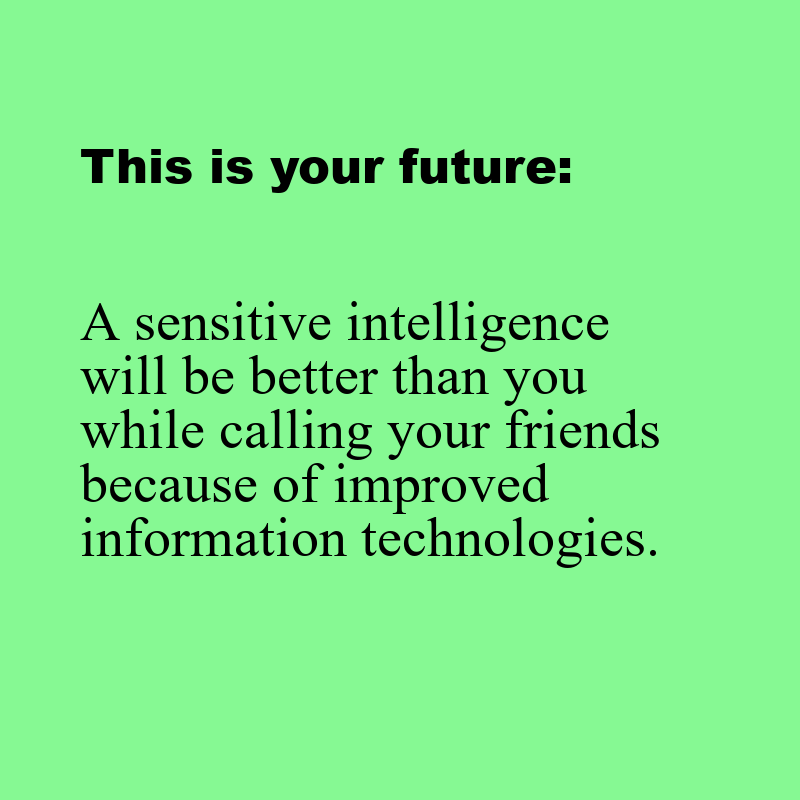 This is your future:
A sensitive intelligence
will be better than you
while calling your friends
because of improved
information technologies.